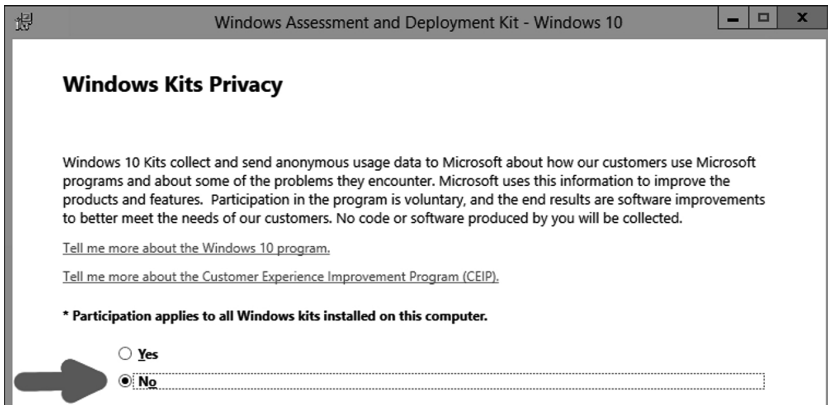 Windows Assessment and Deployment Kit - Windows 10
Windows Kits Privacy
Windows 10 Kits collect and send anonymous usage data to Microsoft about how our customers use Microsoft
programs and about some of the problems they encounter. Microsoft uses this information to improve the
products and features.  Participation in the program is voluntary, and the end results are software improvements
to better meet the needs of our customers. No code or software produced by you will be collected.
Tell me more about the Windows 10 program.
Tell me more about the Customer Experience Improvement Program (CEIP).
* Participation applies to all Windows kits installed on this computer.
Yes
No